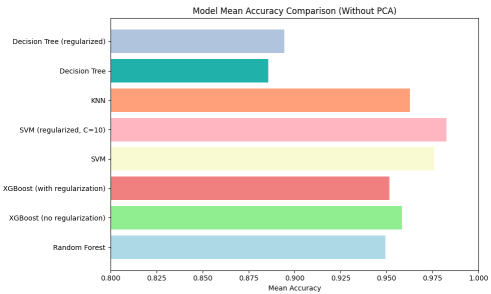 Model Mean Accuracy Comparison (Without PCA)
Decision Tree (regularized)
Decision Tree
KNN
SVM (regularized, C=10)
SVM
XGBoost (with regularization)
XGBoost (no regularization)
Random Forest
0.800 0.825 0.850 0.875 0.900 0.925 0.950 0.975 1.000
Mean Accuracy